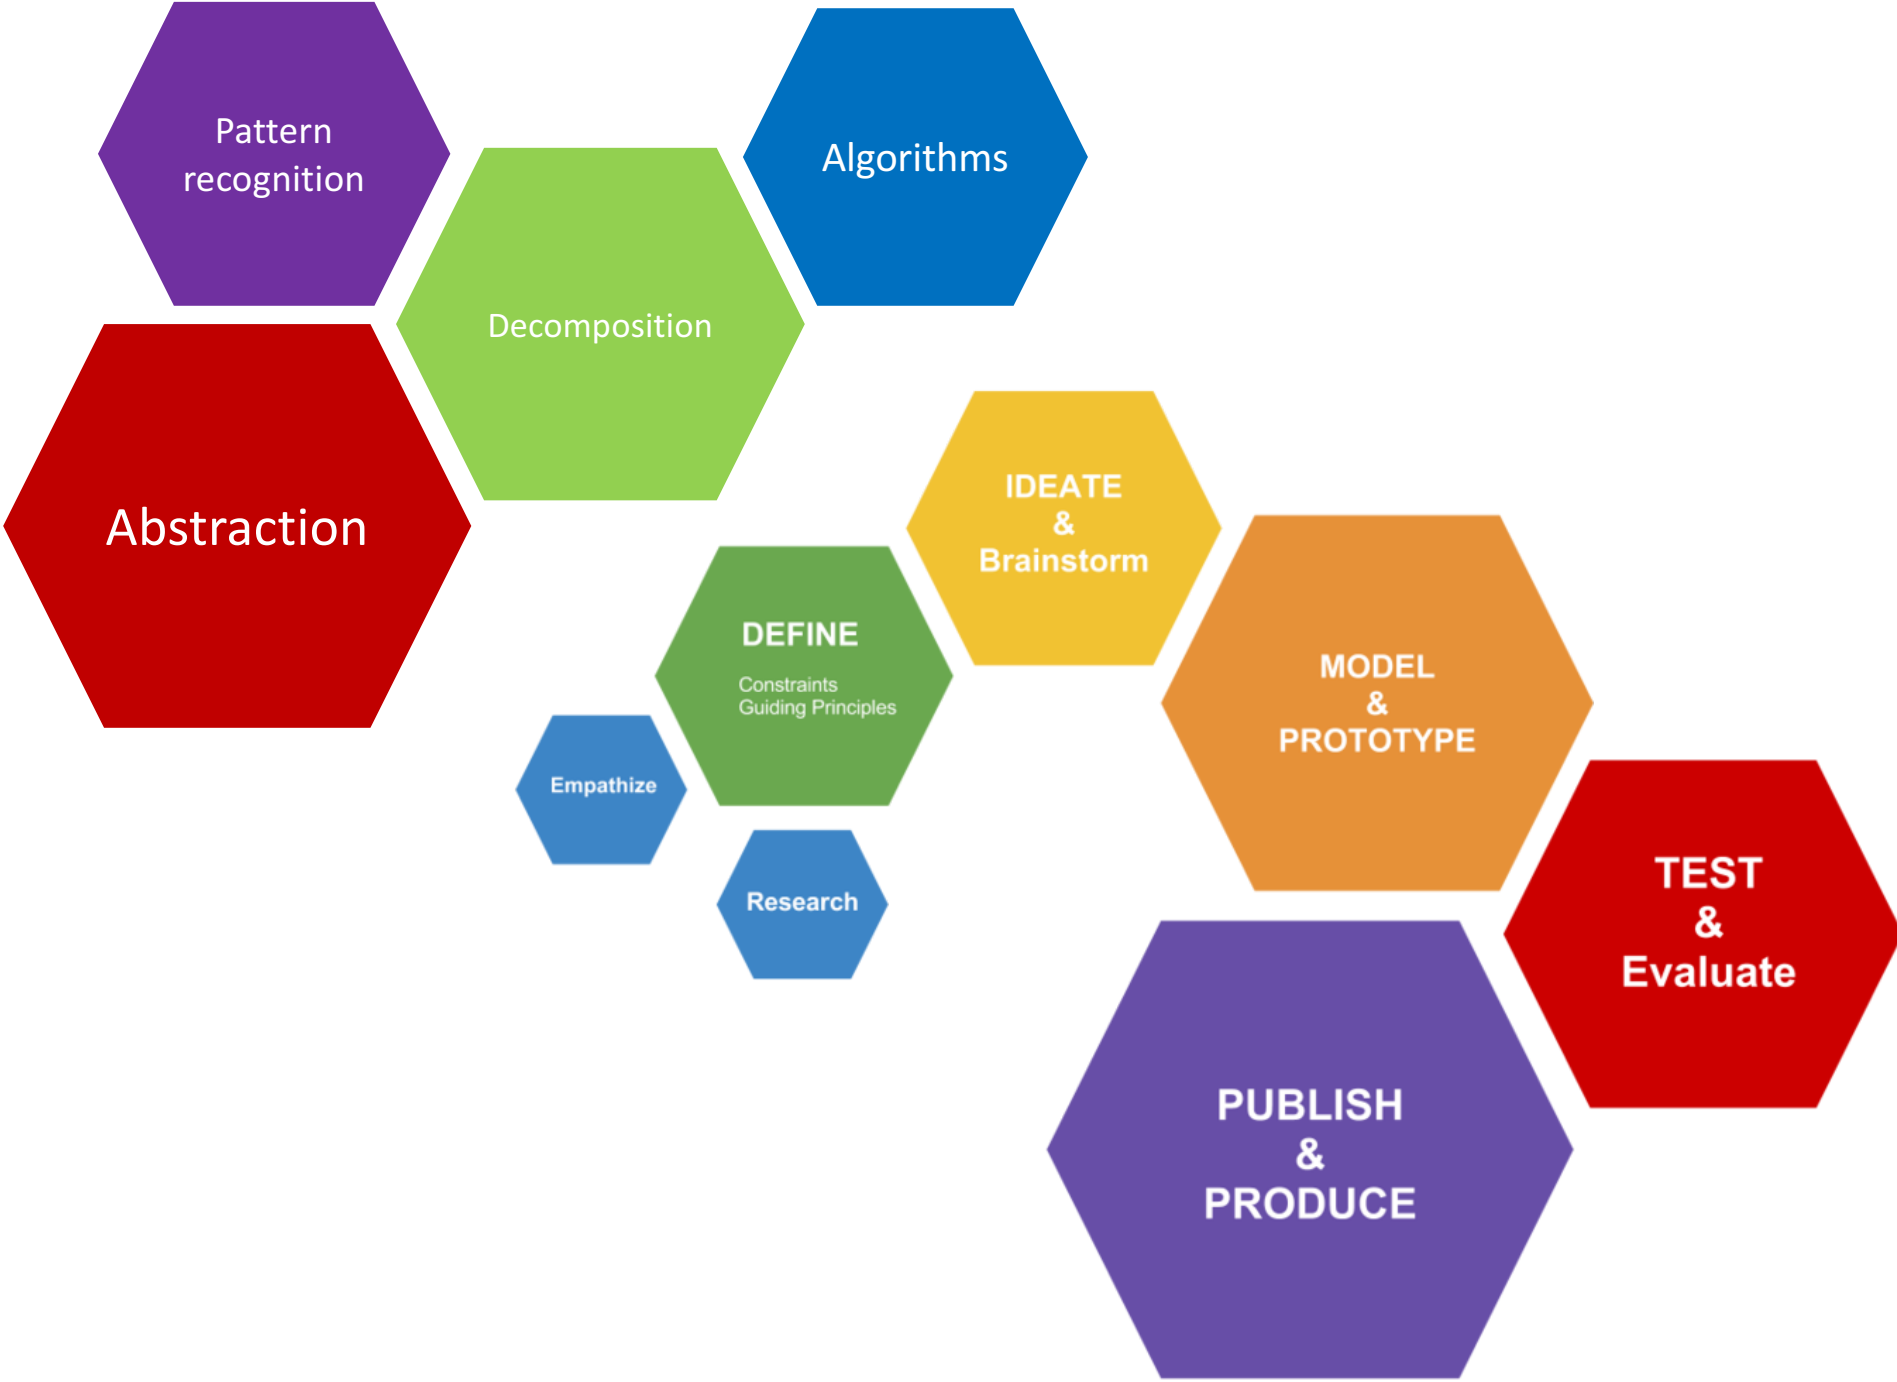 Pattern
recognition
Algorithms
Decomposition
Abstraction
IDEATE
&
Brainstorm
DEFINE
Constraints
Guiding Principles
MODEL
&
PROTOTYPE
Empathize
Research
TEST
&
Evaluate
PUBLISH
&
PRODUCE